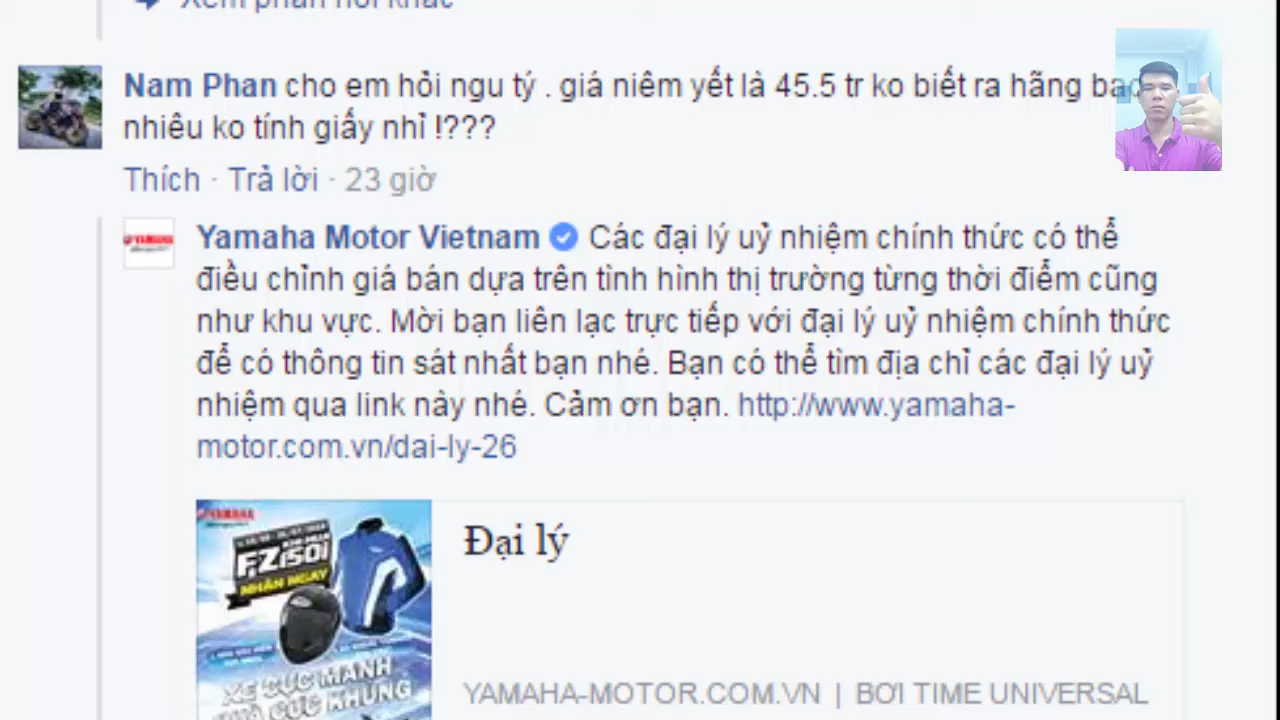 Xem phản hồi khác
Nam Phan cho em hỏi ngu tý . giá niêm yết là 45.5 tr ko biết ra hãng bao
nhiêu ko tính giấy nhỉ !???
Thích · Trả lời · 23 giờ
YAMAHA
Yamaha Motor Vietnam Các đại lý uỷ nhiệm chính thức có thể
điều chỉnh giá bán dựa trên tình hình thị trường từng thời điểm cũng
như khu vực. Mời bạn liên lạc trực tiếp với đại lý uỷ nhiệm chính thức
để có thông tin sát nhất bạn nhé. Bạn có thể tìm địa chỉ các đại lý uỷ
nhiệm qua link này nhé. Cảm ơn bạn. http://www.yamaha-
motor.com.vn/dai-ly-26
YAMAHA
FZ150i
NHẬN NGAY
XE CỰC MẠNH
QUÀ CỰC KHỦNG
Đại lý
YAMAHA-MOTOR.COM.VN | BỞI TIME UNIVERSAL